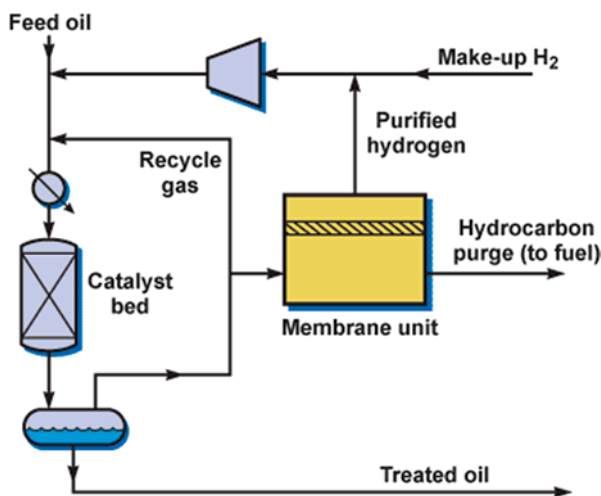 Feed oil
Make-up H₂
Purified
hydrogen
Recycle
gas
Hydrocarbon
purge (to fuel)
Catalyst
bed
Membrane unit
Treated oil